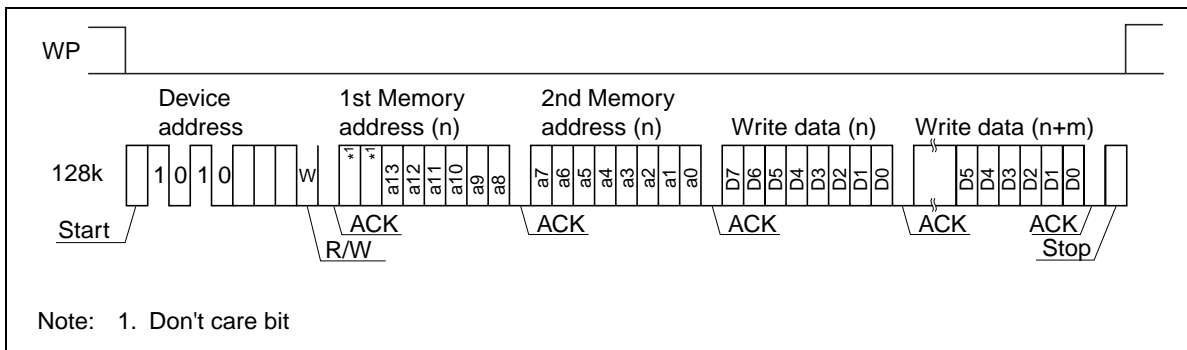 WP
Device
address
1st Memory
address (n)
2nd Memory
address (n)
Write data (n)
Write data (n+m)
128k
1 0 1 0
W
*1 *1 a13 a12 a11 a10 a9 a8
a7 a6 a5 a4 a3 a2 a1 a0
D7 D6 D5 D4 D3 D2 D1 D0
D5 D4 D3 D2 D1 D0
Start
R/W
ACK
ACK
ACK
ACK
ACK
Stop
Note: 1. Don't care bit